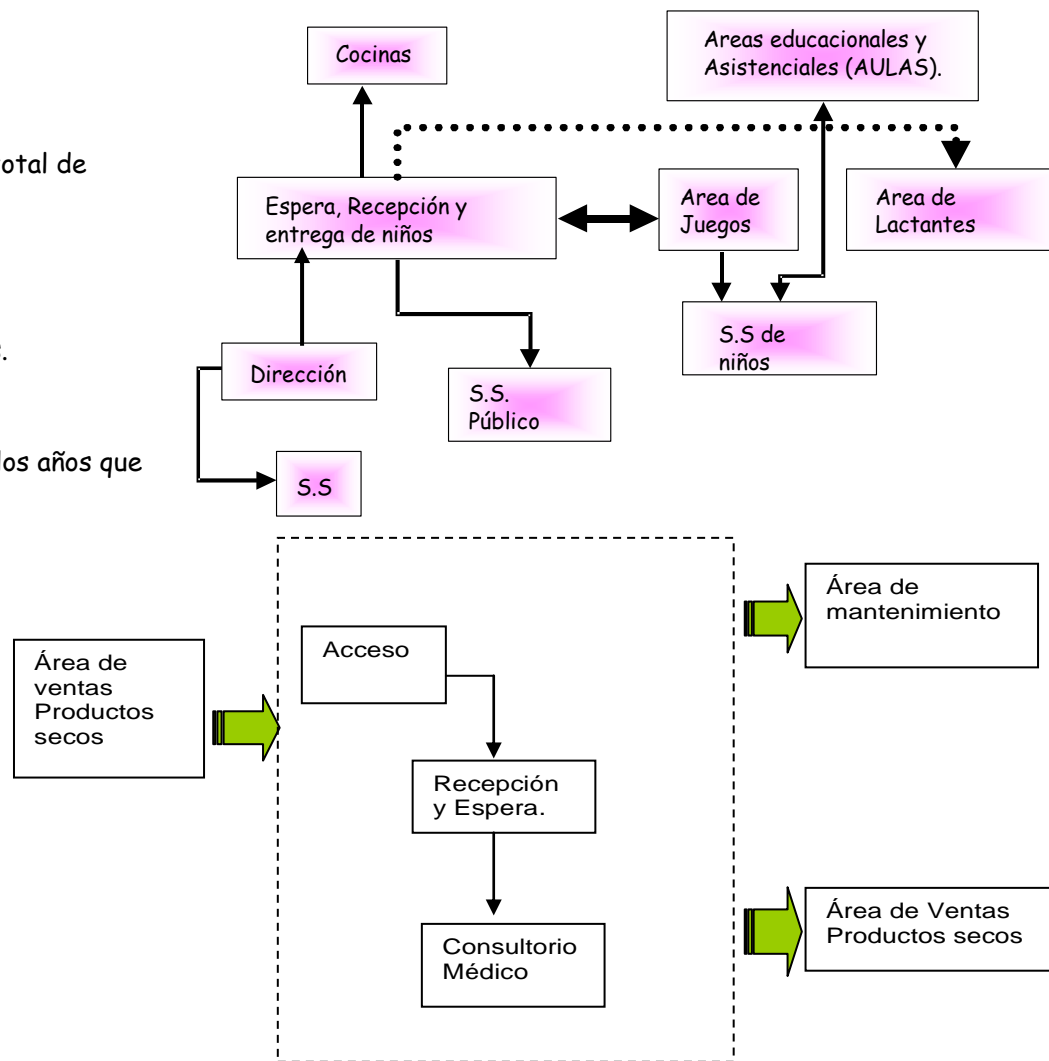 Cocinas
Areas educacionales y
Asistenciales (AULAS).
otal de
Espera, Recepción y
entrega de niños
Area de
Juegos
Area de
Lactantes
S.S de
niños
.
Dirección
S.S.
Público
los años que
S.S
Área de
mantenimiento
Acceso
Área de
ventas
Productos
secos
Recepción
y Espera.
Área de Ventas
Productos secos
Consultorio
Médico